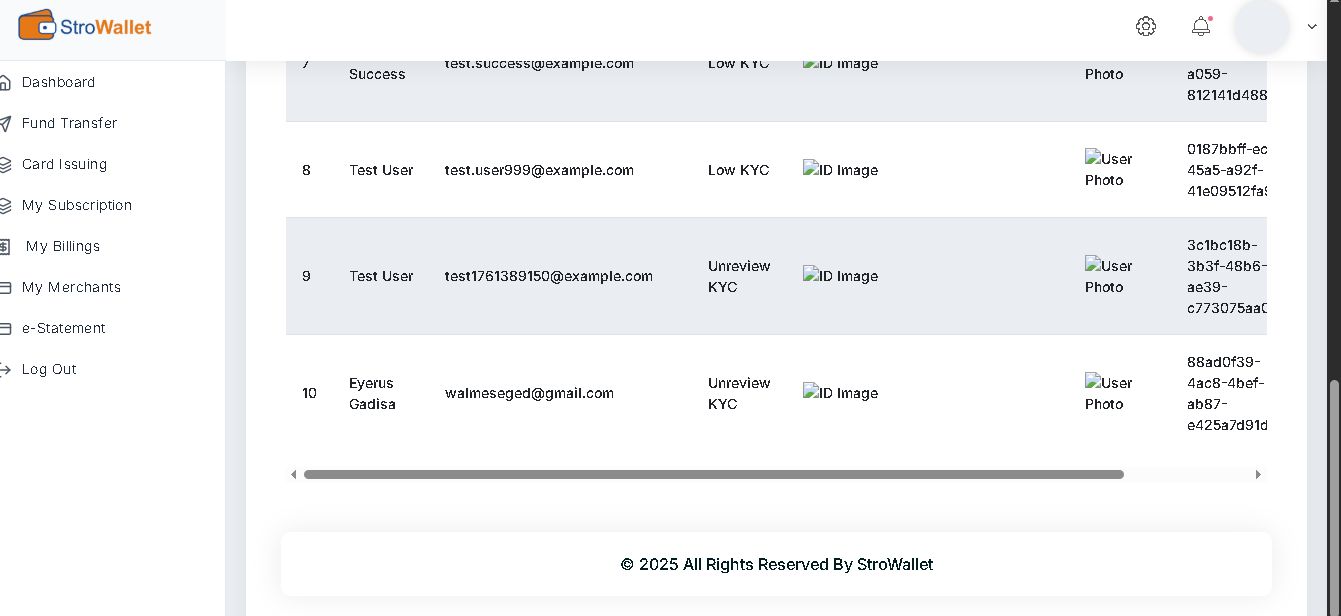 StroWallet
Dashboard
Fund Transfer
Card Issuing
My Subscription
My Billings
My Merchants
e-Statement
Log Out
7 Success test.success@example.com Low KYC ID Image Photo a059-
812141d488
8 Test User test.user999@example.com Low KYC ID Image User Photo 0187bbff-ec
45a5-a92f-
41e09512fa9
9 Test User test1761389150@example.com Unreview KYC ID Image User Photo 3c1bc18b-
3b3f-48b6-
ae39-
c773075aa0
10 Eyerus Gadisa walmeseged@gmail.com Unreview KYC ID Image User Photo 88ad0f39-
4ac8-4bef-
ab87-
e425a7d91d
© 2025 All Rights Reserved By StroWallet